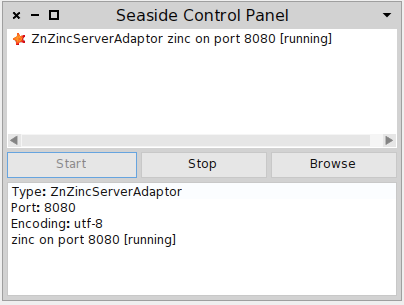 Seaside Control Panel
ZnZincServerAdaptor zinc on port 8080 [running]
Start
Stop
Browse
Type: ZnZincServerAdaptor
Port: 8080
Encoding: utf-8
zinc on port 8080 [running]